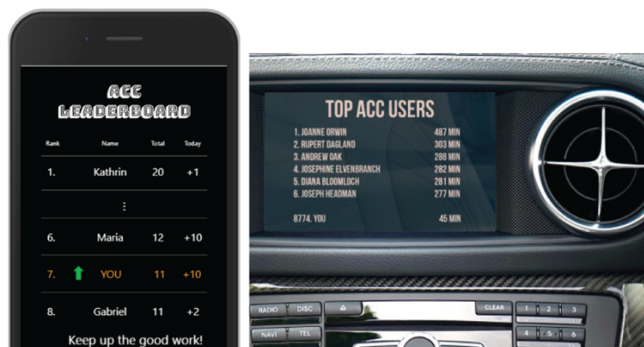 ACC
LEADERBOARD
Rank Name Total Today
1. Kathrin 20 +1
⋮
6. Maria 12 +10
7. YOU 11 +10
8. Gabriel 11 +2
Keep up the good work!
TOP ACC USERS
1. JOANNE ORWIN 487 MIN
2. RUPERT DAGLAND 303 MIN
3. ANDREW OAK 288 MIN
4. JOSEPHINE ELVENBRANCH 282 MIN
5. DIANA BLOOMLOCH 281 MIN
6. JOSEPH HEADMAN 277 MIN
8774. YOU 45 MIN
RADIO DISC CLEAR 1 2 3
NAVI TEL 4 5 6